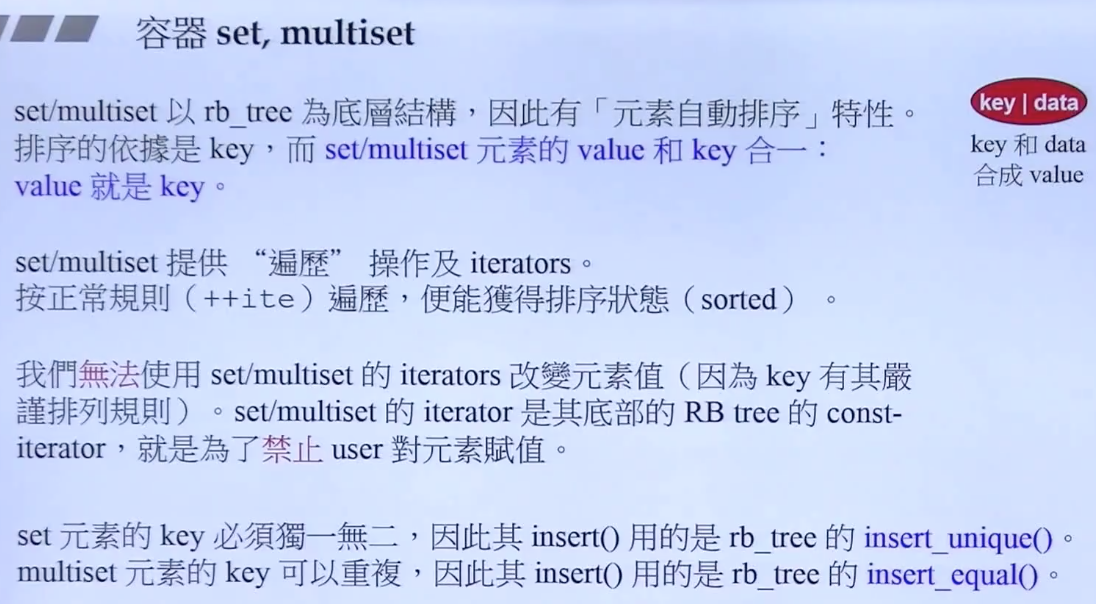 容器 set, multiset
set/multiset 以 rb_tree 為底層結構，因此有「元素自動排序」特性。
排序的依據是 key，而 set/multiset 元素的 value 和 key 合一：
value 就是 key。
key | data
key 和 data
合成 value
set/multiset 提供 “遍歷” 操作及 iterators。
按正常規則（++ite）遍歷，便能獲得排序狀態（sorted）。
我們無法使用 set/multiset 的 iterators 改變元素值（因為 key 有其嚴
謹排列規則）。set/multiset 的 iterator 是其底部的 RB tree 的 const-
iterator，就是為了禁止 user 對元素賦值。
set 元素的 key 必須獨一無二，因此其 insert() 用的是 rb_tree 的 insert_unique()。
multiset 元素的 key 可以重複，因此其 insert() 用的是 rb_tree 的 insert_equal()。